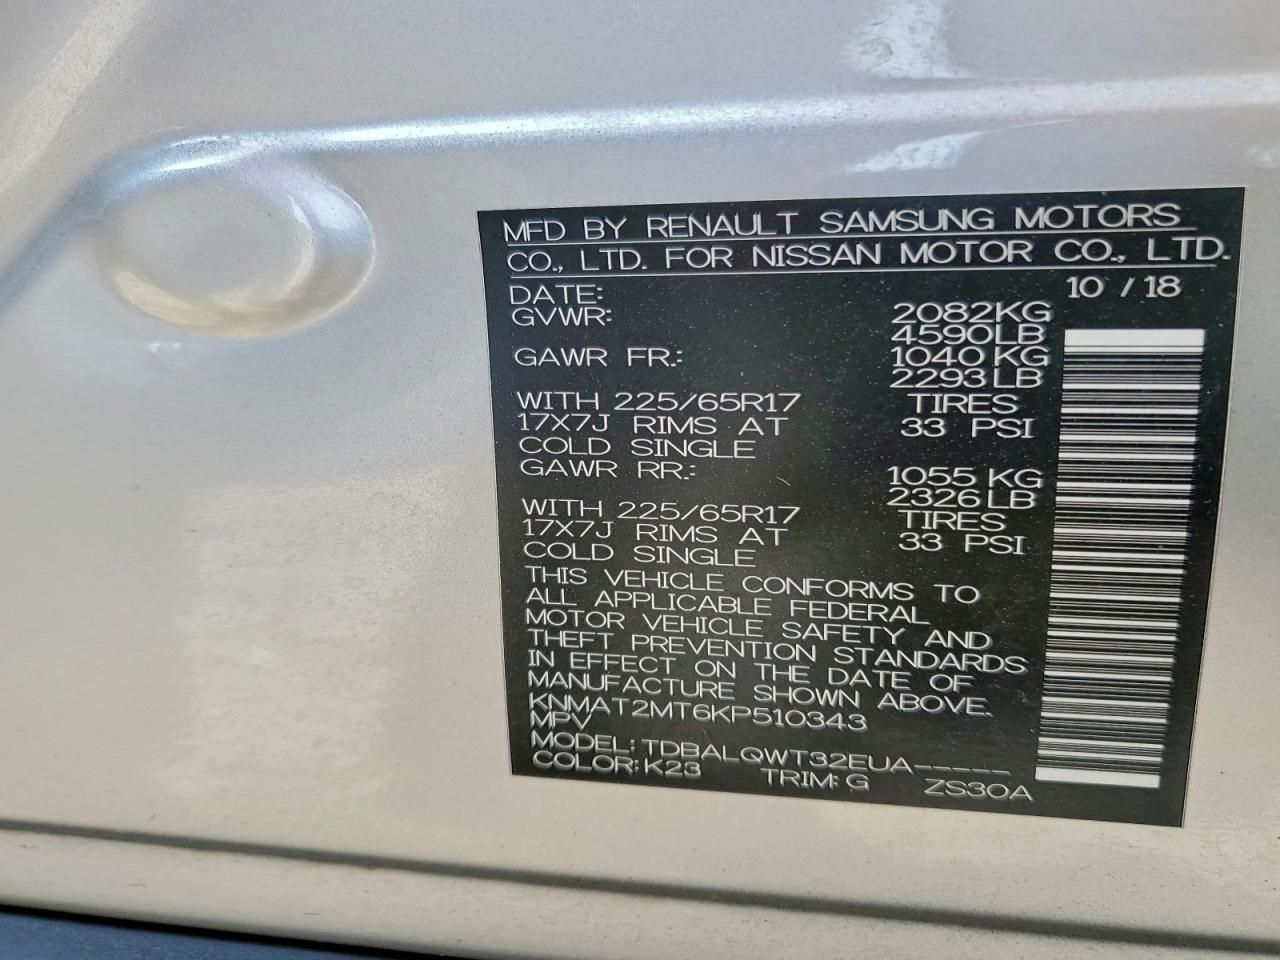 MFD BY RENAULT SAMSUNG MOTORS
CO., LTD. FOR NISSAN MOTOR CO., LTD.
DATE: 10 / 18
GVWR: 2082KG
4590LB
GAWR FR.: 1040 KG
2293LB
WITH 225/65R17 TIRES
17X7J RIMS AT 33 PSI
COLD SINGLE
GAWR RR.: 1055 KG
2326LB
WITH 225/65R17 TIRES
17X7J RIMS AT 33 PSI
COLD SINGLE
THIS VEHICLE CONFORMS TO
ALL APPLICABLE FEDERAL
MOTOR VEHICLE SAFETY AND
THEFT PREVENTION STANDARDS
IN EFFECT ON THE DATE OF
MANUFACTURE SHOWN ABOVE.
KNMAT2MT6KP510343
MPV
MODEL: TDBALQWT32EUA-----
COLOR: K23 TRIM: G ZS30A